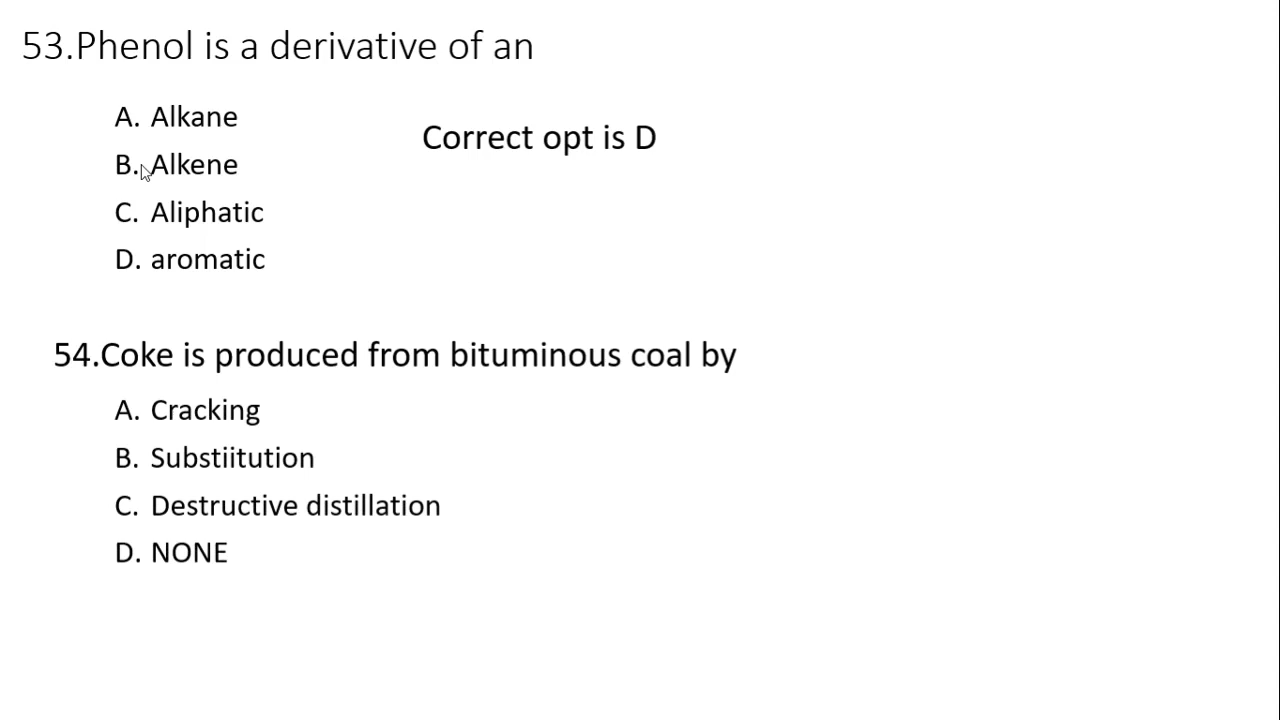 53.Phenol is a derivative of an
A. Alkane
Correct opt is D
B. Alkene
C. Aliphatic
D. aromatic
54.Coke is produced from bituminous coal by
A. Cracking
B. Substiitution
C. Destructive distillation
D. NONE